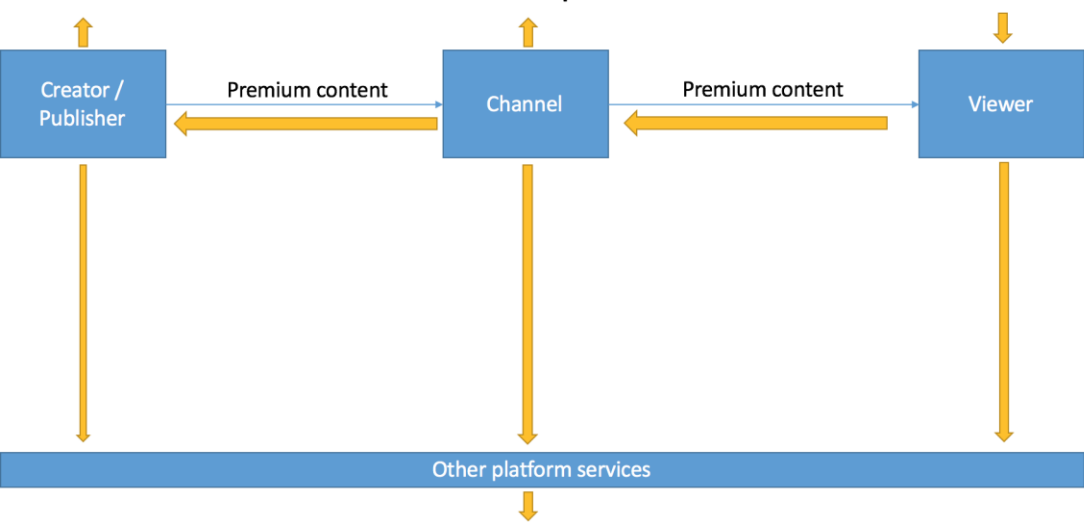 Creator /
Publisher
Premium content
Channel
Premium content
Viewer
Other platform services